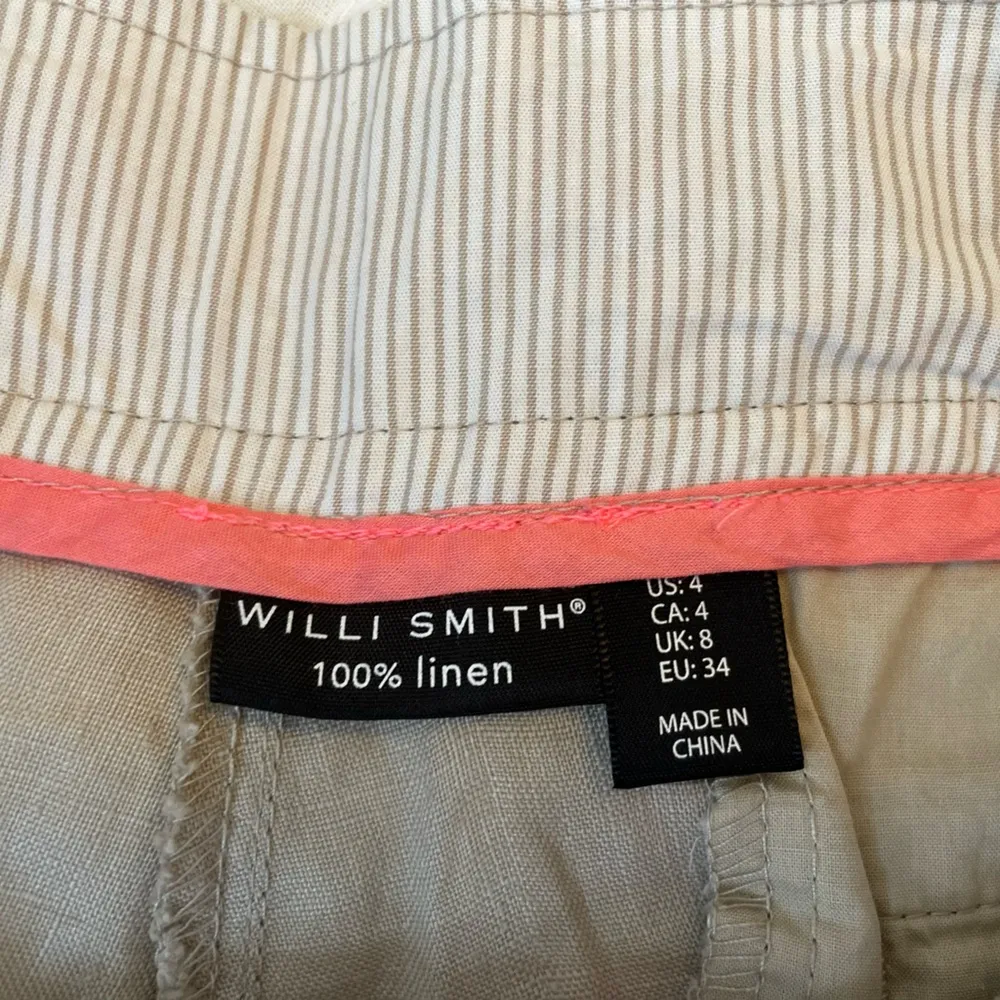 WILLI SMITH®
100% linen
US: 4
CA: 4
UK: 8
EU: 34
MADE IN
CHINA